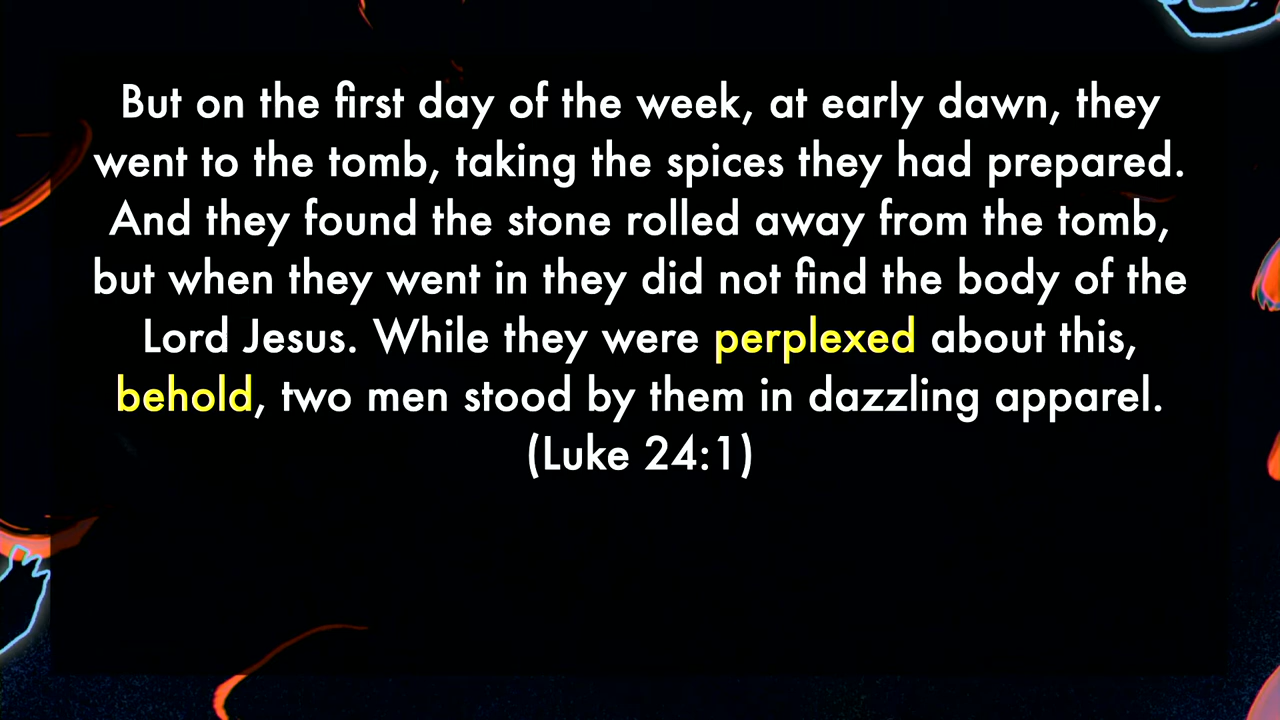 But on the first day of the week, at early dawn, they
went to the tomb, taking the spices they had prepared.
And they found the stone rolled away from the tomb,
but when they went in they did not find the body of the
Lord Jesus. While they were perplexed about this,
behold, two men stood by them in dazzling apparel.
(Luke 24:1)